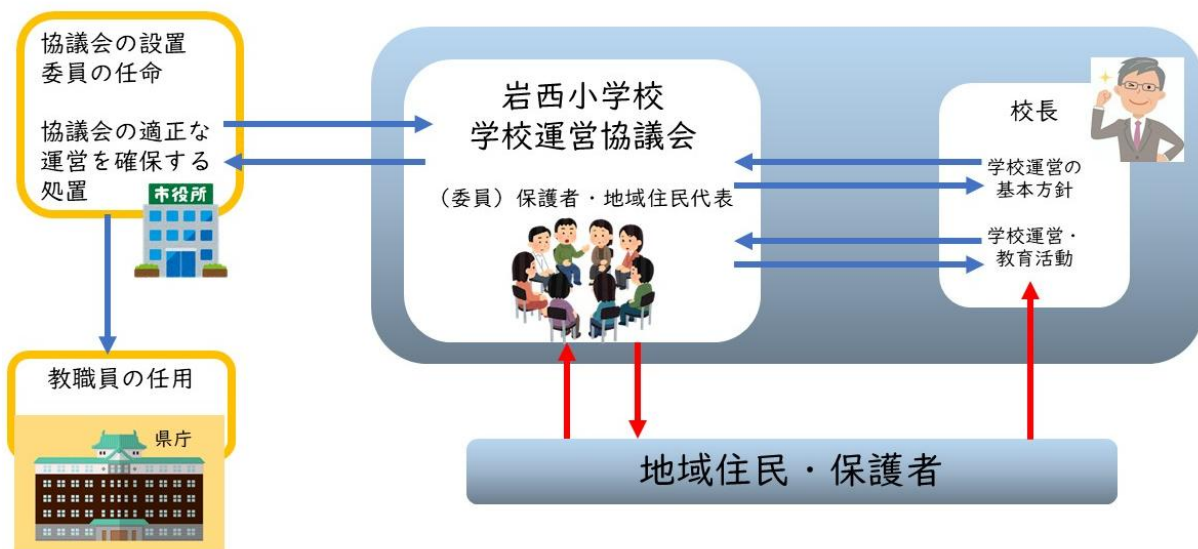 協議会の設置
委員の任命
協議会の適正な
運営を確保する
処置
市役所
教職員の任用
県庁
岩西小学校
学校運営協議会
（委員）保護者・地域住民代表
校長
学校運営の
基本方針
学校運営・
教育活動
地域住民・保護者